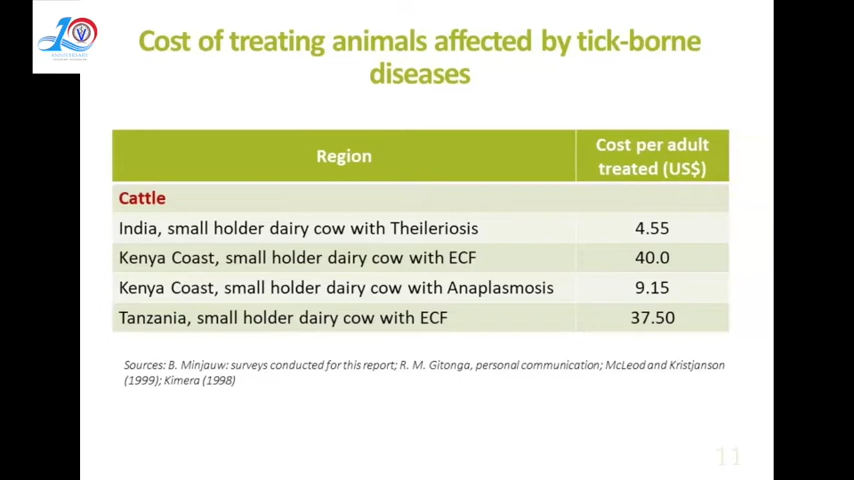 10
ANNIVERSARY
Cost of treating animals affected by tick-borne
diseases
Region
Cost per adult
treated (US$)
Cattle
India, small holder dairy cow with Theileriosis 4.55
Kenya Coast, small holder dairy cow with ECF 40.0
Kenya Coast, small holder dairy cow with Anaplasmosis 9.15
Tanzania, small holder dairy cow with ECF 37.50
Sources: B. Minjauw: surveys conducted for this report; R. M. Gitonga, personal communication; McLeod and Kristjanson
(1999); Kimera (1998)
11